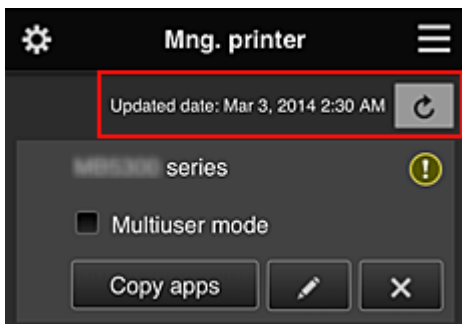 Mng. printer
Updated date: Mar 3, 2014 2:30 AM
series
Multiuser mode
Copy apps